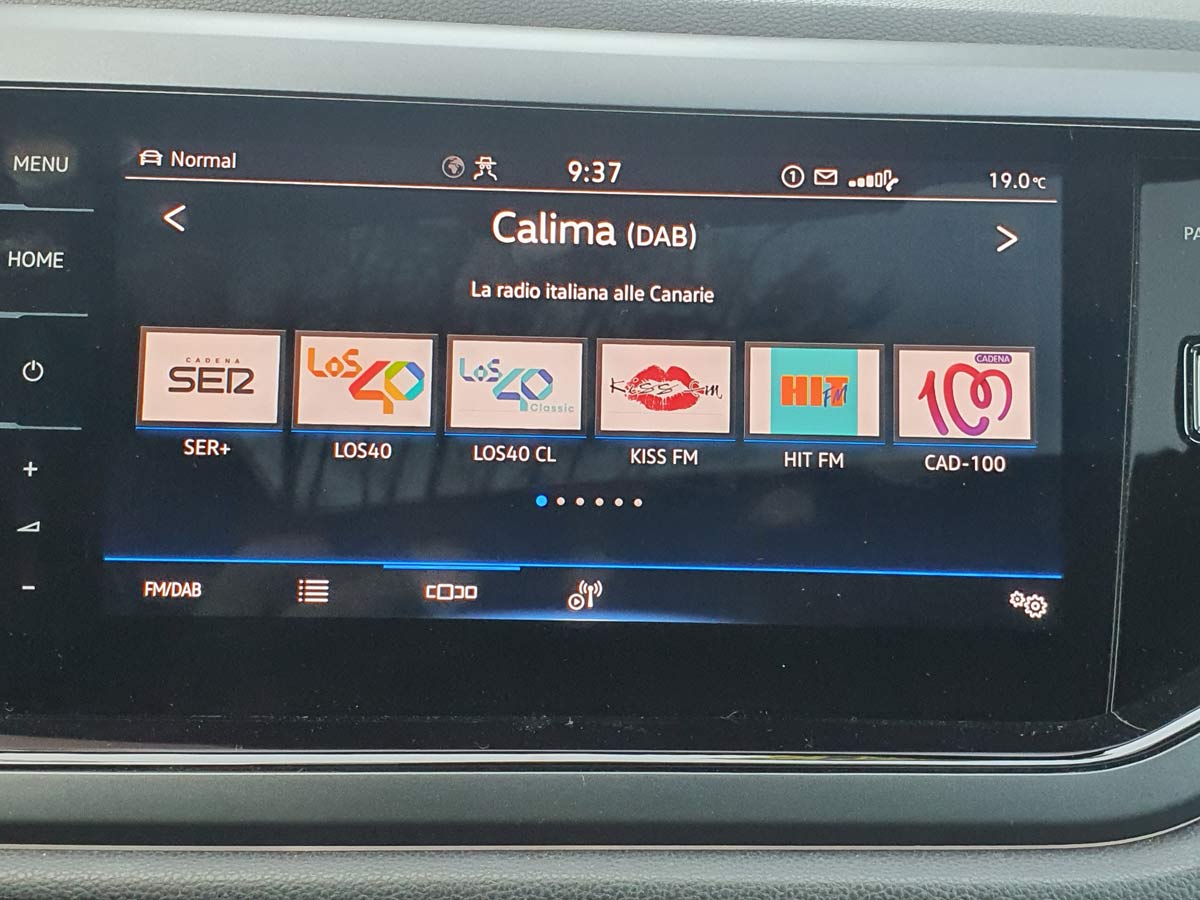 MENU
Normal
9:37
1
19.0°C
HOME
Calima (DAB)
La radio italiana alle Canarie
CADENA
SER
LOS 40
LOS 40
Classic
Kiss fm
HIT FM
CADENA
100
SER+
LOS40
LOS40 CL
KISS FM
HIT FM
CAD-100
+
-
FM/DAB
PA